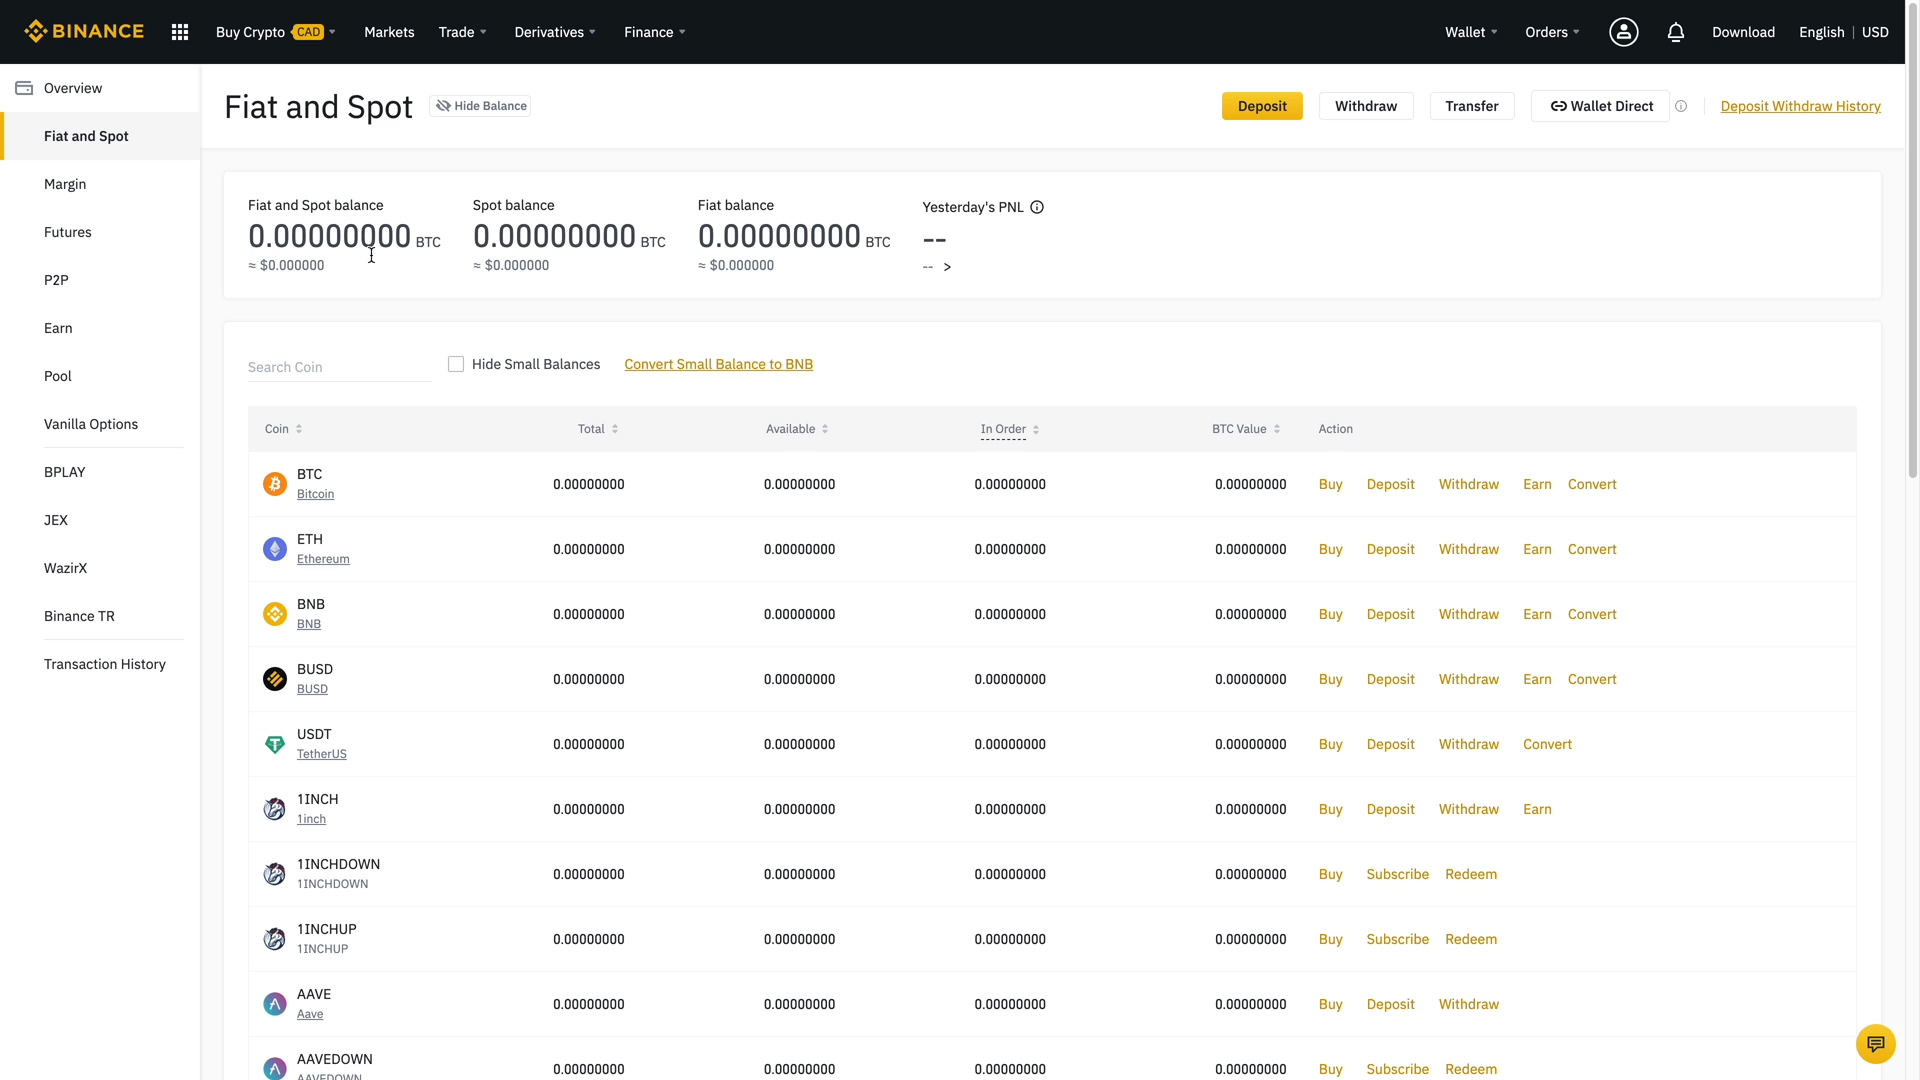 BINANCE
Buy Crypto CAD Markets Trade Derivatives Finance Wallet Orders Download English | USD
Overview
Fiat and Spot
Margin
Futures
P2P
Earn
Pool
Vanilla Options
BPLAY
JEX
WazirX
Binance TR
Transaction History
Fiat and Spot Hide Balance Deposit Withdraw Transfer Wallet Direct Deposit Withdraw History
Fiat and Spot balance Spot balance Fiat balance Yesterday's PNL
0.00000000 BTC 0.00000000 BTC 0.00000000 BTC --
≈ $0.000000 ≈ $0.000000 ≈ $0.000000 -- >
Search Coin Hide Small Balances Convert Small Balance to BNB
Coin Total Available In Order BTC Value Action
BTC
Bitcoin
0.00000000 0.00000000 0.00000000 0.00000000 Buy Deposit Withdraw Earn Convert
ETH
Ethereum
0.00000000 0.00000000 0.00000000 0.00000000 Buy Deposit Withdraw Earn Convert
BNB
BNB
0.00000000 0.00000000 0.00000000 0.00000000 Buy Deposit Withdraw Earn Convert
BUSD
BUSD
0.00000000 0.00000000 0.00000000 0.00000000 Buy Deposit Withdraw Earn Convert
USDT
TetherUS
0.00000000 0.00000000 0.00000000 0.00000000 Buy Deposit Withdraw Convert
1INCH
1inch
0.00000000 0.00000000 0.00000000 0.00000000 Buy Deposit Withdraw Earn
1INCHDOWN
1INCHDOWN
0.00000000 0.00000000 0.00000000 0.00000000 Buy Subscribe Redeem
1INCHUP
1INCHUP
0.00000000 0.00000000 0.00000000 0.00000000 Buy Subscribe Redeem
AAVE
Aave
0.00000000 0.00000000 0.00000000 0.00000000 Buy Deposit Withdraw
AAVEDOWN
AAVEDOWN
0.00000000 0.00000000 0.00000000 0.00000000 Buy Subscribe Redeem